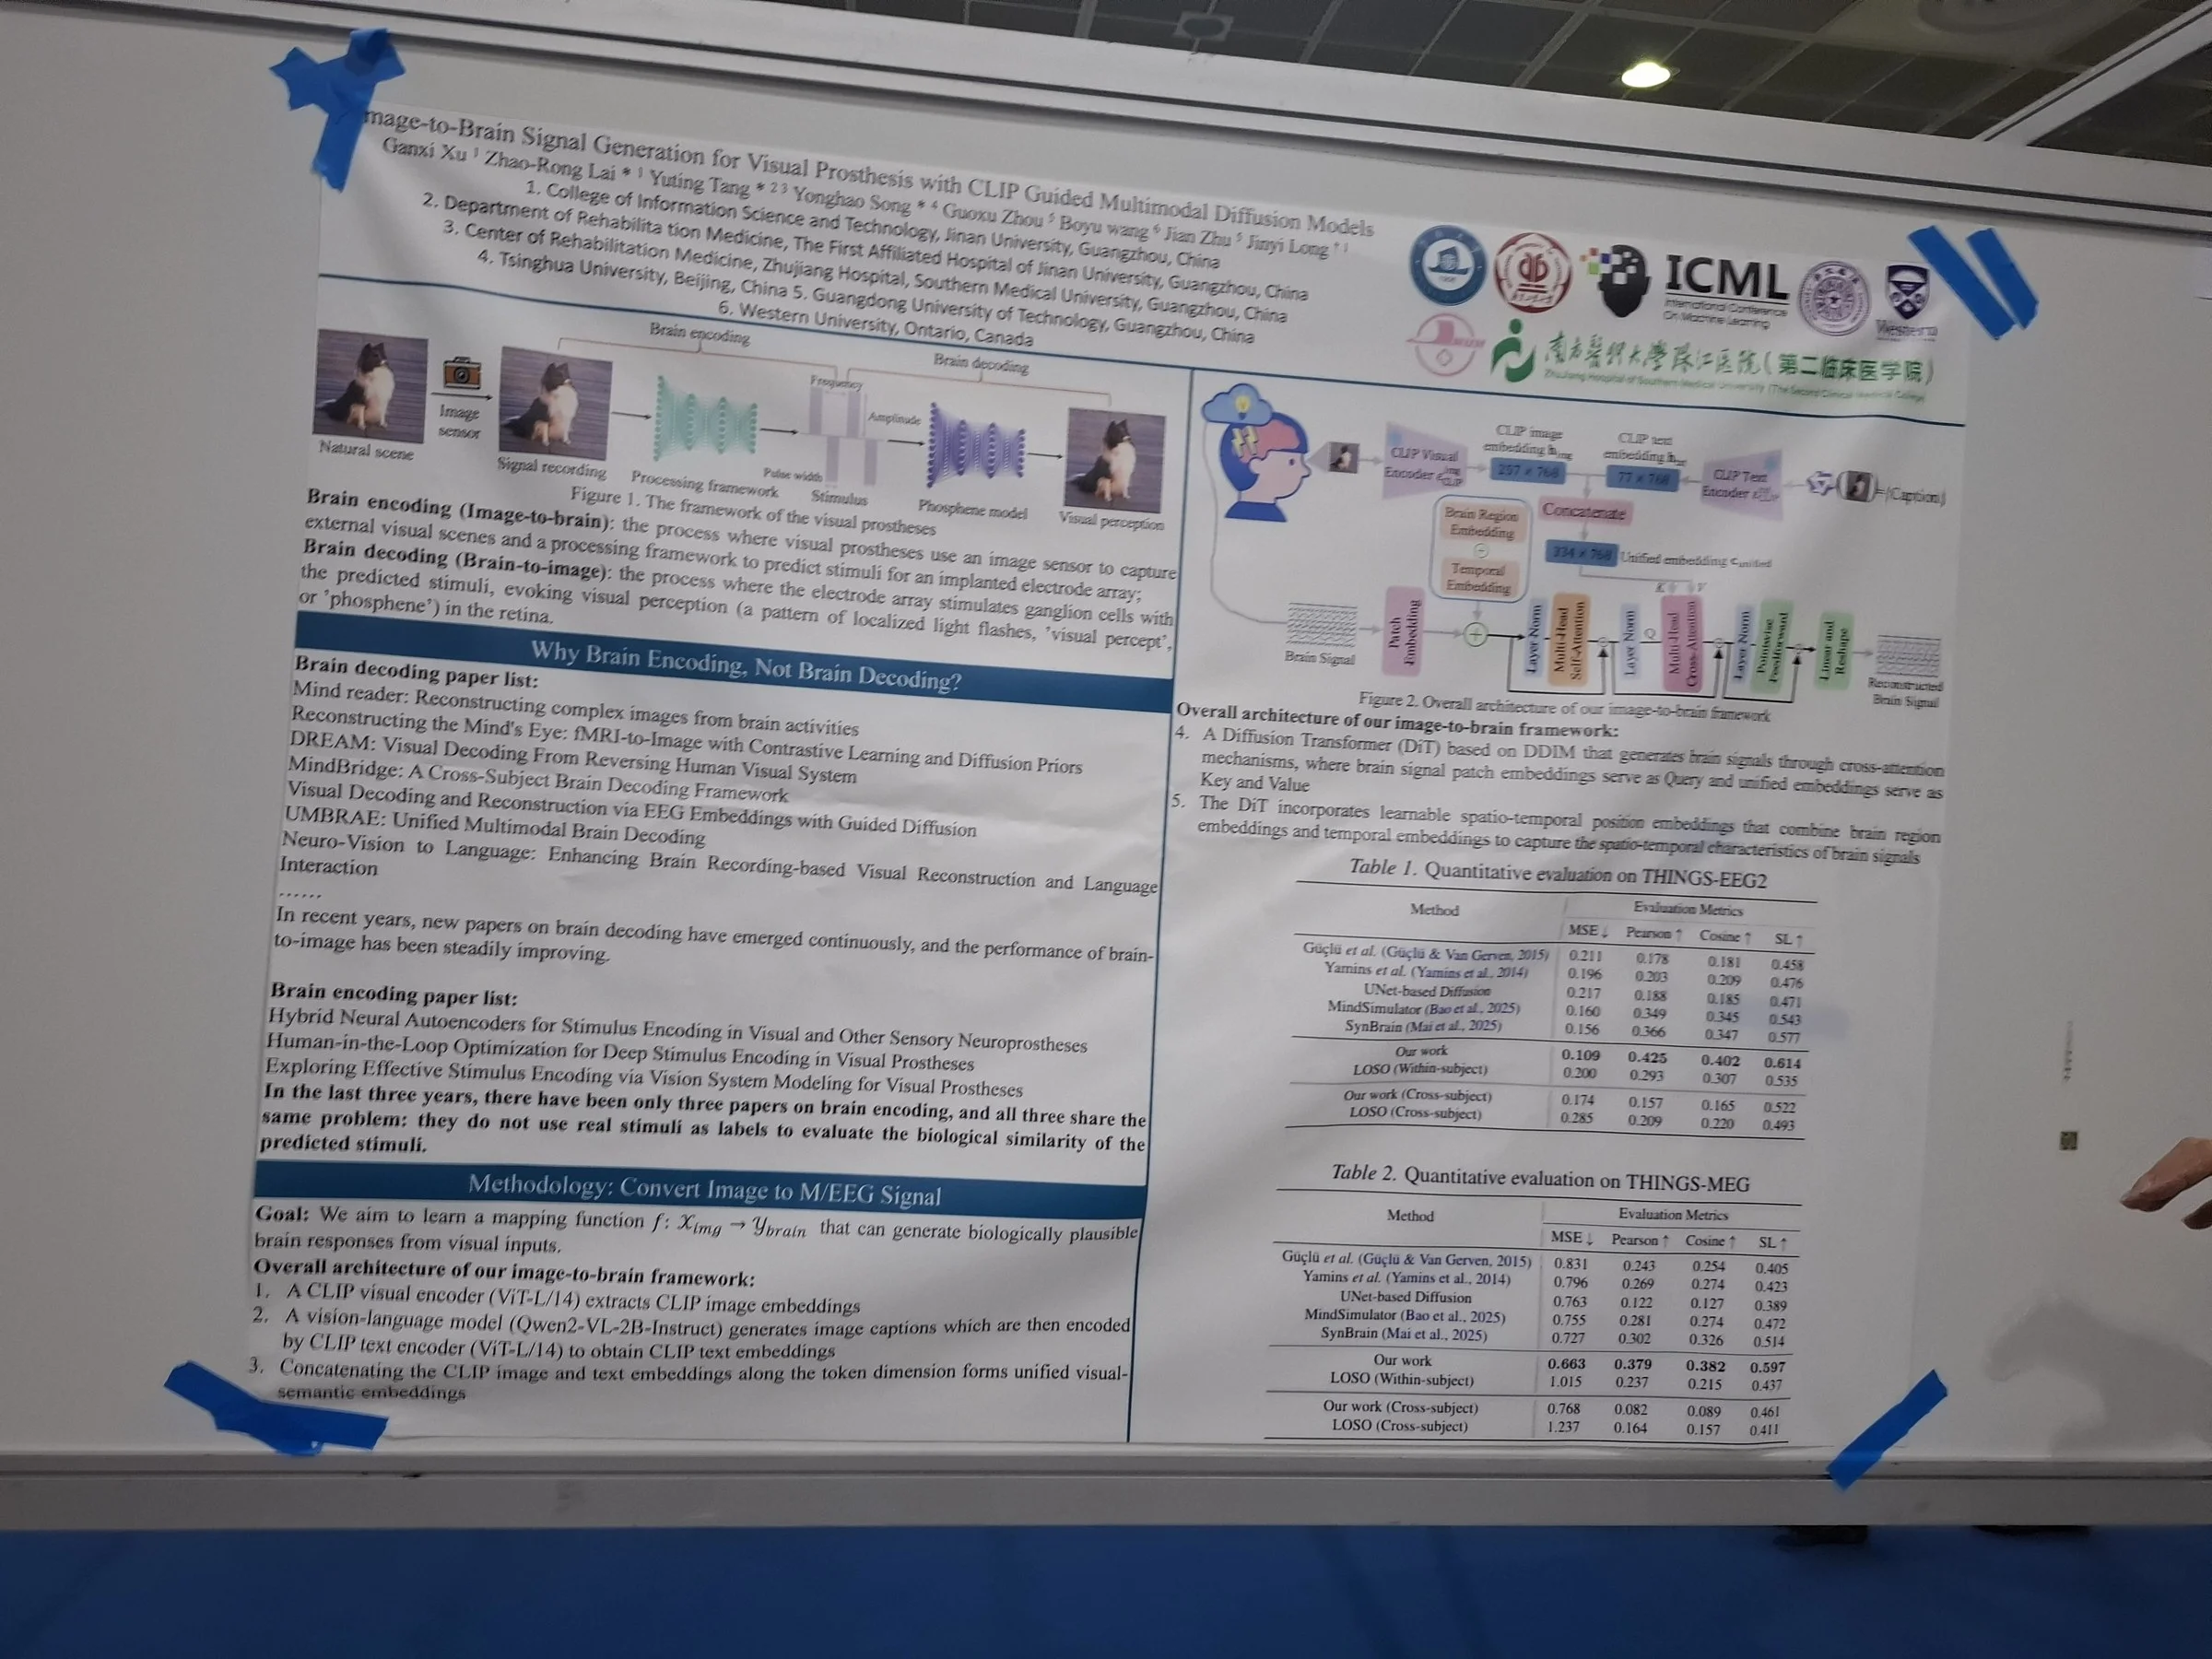 mage-to-Brain Signal Generation for Visual Prosthesis with CLIP Guided Multimodal Diffusion Models
Ganxi Xu 1 Zhao-Rong Lai * 1 Yuting Tang * 2 3 Yonghao Song * 4 Guoxu Zhou 5 Boyu wang 6 Jian Zhu 5 Jinyi Long † 1
1. College of Information Science and Technology, Jinan University, Guangzhou, China
2. Department of Rehabilita tion Medicine, The First Affiliated Hospital of Jinan University, Guangzhou, China
3. Center of Rehabilitation Medicine, Zhujiang Hospital, Southern Medical University, Guangzhou, China
4. Tsinghua University, Beijing, China 5. Guangdong University of Technology, Guangzhou, China
6. Western University, Ontario, Canada
ICML
International Conference
On Machine Learning
Western
南方医科大学珠江医院(第二临床医学院)
Zhujiang Hospital of Southern Medical University (The Second Clinical Medical College
Brain encoding
Brain decoding
Image
sensor
Frequency
Amplitude
Pulse width
Natural scene
Signal recording
Processing framework
Stimulus
Phosphene model
Visual perception
Figure 1. The framework of the visual prostheses
Brain encoding (Image-to-brain): the process where visual prostheses use an image sensor to capture
external visual scenes and a processing framework to predict stimuli for an implanted electrode array;
Brain decoding (Brain-to-image): the process where the electrode array stimulates ganglion cells with
the predicted stimuli, evoking visual perception (a pattern of localized light flashes, 'visual percept',
or 'phosphene') in the retina.
Why Brain Encoding, Not Brain Decoding?
Brain decoding paper list:
Mind reader: Reconstructing complex images from brain activities
Reconstructing the Mind's Eye: fMRI-to-Image with Contrastive Learning and Diffusion Priors
DREAM: Visual Decoding From Reversing Human Visual System
MindBridge: A Cross-Subject Brain Decoding Framework
Visual Decoding and Reconstruction via EEG Embeddings with Guided Diffusion
UMBRAE: Unified Multimodal Brain Decoding
Neuro-Vision to Language: Enhancing Brain Recording-based Visual Reconstruction and Language
Interaction
......
In recent years, new papers on brain decoding have emerged continuously, and the performance of brain-
to-image has been steadily improving.
Brain encoding paper list:
Hybrid Neural Autoencoders for Stimulus Encoding in Visual and Other Sensory Neuroprostheses
Human-in-the-Loop Optimization for Deep Stimulus Encoding in Visual Prostheses
Exploring Effective Stimulus Encoding via Vision System Modeling for Visual Prostheses
In the last three years, there have been only three papers on brain encoding, and all three share the
same problem: they do not use real stimuli as labels to evaluate the biological similarity of the
predicted stimuli.
Methodology: Convert Image to M/EEG Signal
Goal: We aim to learn a mapping function f: Ximg → Ybrain that can generate biologically plausible
brain responses from visual inputs.
Overall architecture of our image-to-brain framework:
1. A CLIP visual encoder (ViT-L/14) extracts CLIP image embeddings
2. A vision-language model (Qwen2-VL-2B-Instruct) generates image captions which are then encoded
by CLIP text encoder (ViT-L/14) to obtain CLIP text embeddings
3. Concatenating the CLIP image and text embeddings along the token dimension forms unified visual-
semantic embeddings
CLIP Visual
Encoder
CLIP image
embedding himg
257 × 768
CLIP text
embedding
77 × 768
CLIP Text
Encoder
{Caption}
Brain Region
Embedding
Temporal
Embedding
Concatenate
334 × 768
Unified embedding cunified
K V
Brain Signal
Patch
Embedding
Layer Norm
Multi-Head
Self-Attention
Layer Norm
Q
Multi-Head
Cross-Attention
Layer Norm
Pointwise
Feedforward
Linear and
Reshape
Reconstructed
Brain Signal
Figure 2. Overall architecture of our image-to-brain framework
Overall architecture of our image-to-brain framework:
4. A Diffusion Transformer (DiT) based on DDIM that generates brain signals through cross-attention
mechanisms, where brain signal patch embeddings serve as Query and unified embeddings serve as
Key and Value
5. The DiT incorporates learnable spatio-temporal position embeddings that combine brain region
embeddings and temporal embeddings to capture the spatio-temporal characteristics of brain signals
Table 1. Quantitative evaluation on THINGS-EEG2
Method Evaluation Metrics
MSE ↓ Pearson ↑ Cosine ↑ SL ↑
Güçlü et al. (Güçlü & Van Gerven, 2015) 0.211 0.178 0.181 0.458
Yamins et al. (Yamins et al., 2014) 0.196 0.203 0.209 0.476
UNet-based Diffusion 0.217 0.188 0.185 0.471
MindSimulator (Bao et al., 2025) 0.160 0.349 0.345 0.543
SynBrain (Mai et al., 2025) 0.156 0.366 0.347 0.577
Our work 0.109 0.425 0.402 0.614
LOSO (Within-subject) 0.200 0.293 0.307 0.535
Our work (Cross-subject) 0.174 0.157 0.165 0.522
LOSO (Cross-subject) 0.285 0.209 0.220 0.493
Table 2. Quantitative evaluation on THINGS-MEG
Method Evaluation Metrics
MSE ↓ Pearson ↑ Cosine ↑ SL ↑
Güçlü et al. (Güçlü & Van Gerven, 2015) 0.831 0.243 0.254 0.405
Yamins et al. (Yamins et al., 2014) 0.796 0.269 0.274 0.423
UNet-based Diffusion 0.763 0.122 0.127 0.389
MindSimulator (Bao et al., 2025) 0.755 0.281 0.274 0.472
SynBrain (Mai et al., 2025) 0.727 0.302 0.326 0.514
Our work 0.663 0.379 0.382 0.597
LOSO (Within-subject) 1.015 0.237 0.215 0.437
Our work (Cross-subject) 0.768 0.082 0.089 0.461
LOSO (Cross-subject) 1.237 0.164 0.157 0.411